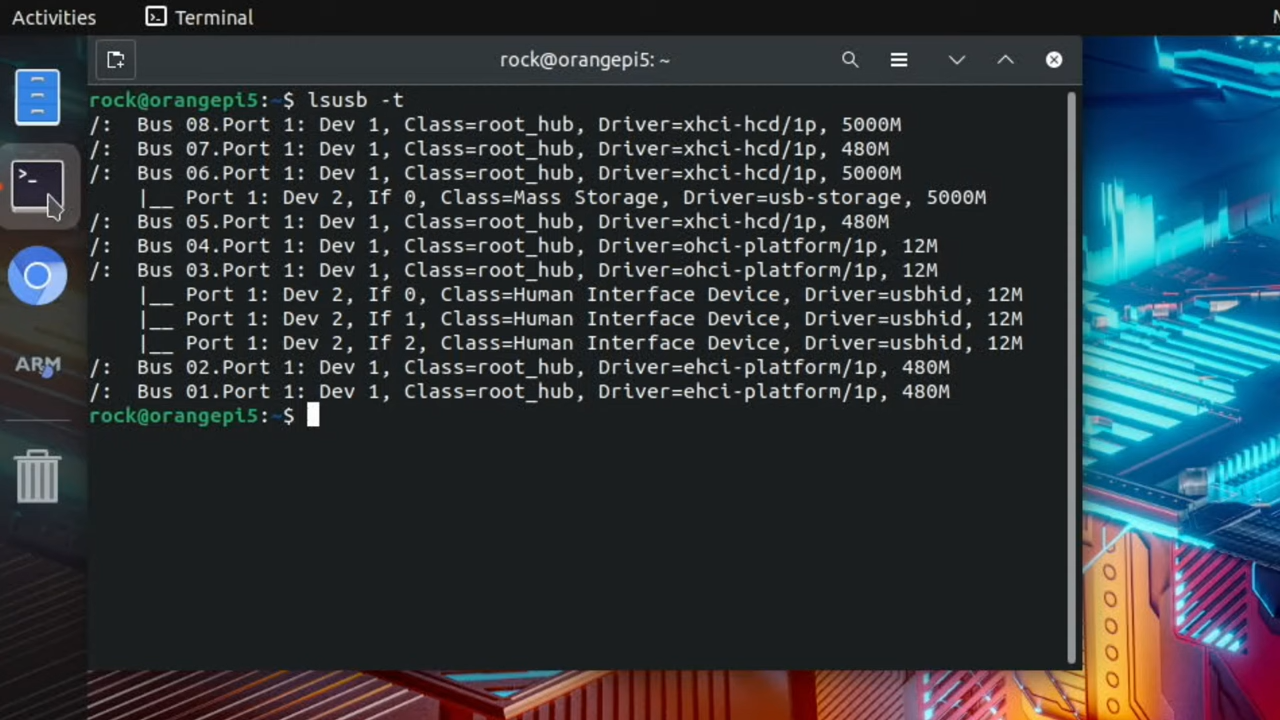 Activities Terminal
rock@orangepi5: ~
rock@orangepi5:~$ lsusb -t
/:  Bus 08.Port 1: Dev 1, Class=root_hub, Driver=xhci-hcd/1p, 5000M
/:  Bus 07.Port 1: Dev 1, Class=root_hub, Driver=xhci-hcd/1p, 480M
/:  Bus 06.Port 1: Dev 1, Class=root_hub, Driver=xhci-hcd/1p, 5000M
    |__ Port 1: Dev 2, If 0, Class=Mass Storage, Driver=usb-storage, 5000M
/:  Bus 05.Port 1: Dev 1, Class=root_hub, Driver=xhci-hcd/1p, 480M
/:  Bus 04.Port 1: Dev 1, Class=root_hub, Driver=ohci-platform/1p, 12M
/:  Bus 03.Port 1: Dev 1, Class=root_hub, Driver=ohci-platform/1p, 12M
    |__ Port 1: Dev 2, If 0, Class=Human Interface Device, Driver=usbhid, 12M
    |__ Port 1: Dev 2, If 1, Class=Human Interface Device, Driver=usbhid, 12M
    |__ Port 1: Dev 2, If 2, Class=Human Interface Device, Driver=usbhid, 12M
/:  Bus 02.Port 1: Dev 1, Class=root_hub, Driver=ehci-platform/1p, 480M
/:  Bus 01.Port 1: Dev 1, Class=root_hub, Driver=ehci-platform/1p, 480M
rock@orangepi5:~$
ARM